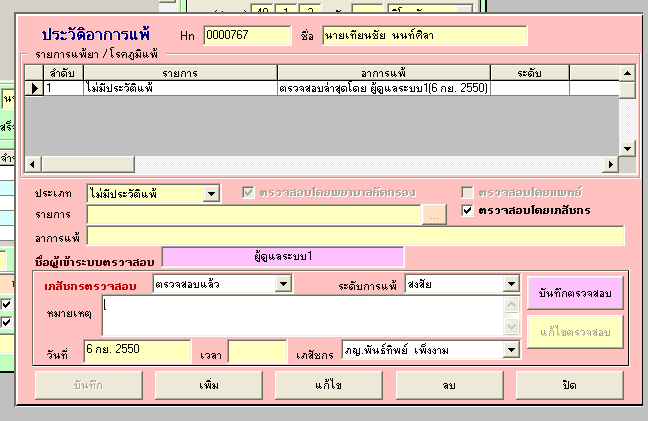 ประวัติอาการแพ้ Hn 0000767 ชื่อ นายเทียนชัย นนท์ศิลา
รายการแพ้ยา / โรคภูมิแพ้
ลำดับ รายการ อาการแพ้ ระดับ
1 ไม่มีประวัติแพ้ ตรวจสอบล่าสุดโดย ผู้ดูแลระบบ1(6 กย. 2550)
ประเภท ไม่มีประวัติแพ้ ตรวจสอบโดยพยาบาลคัดกรอง ตรวจสอบโดยแพทย์
รายการ ... ตรวจสอบโดยเภสัชกร
อาการแพ้
ชื่อผู้เข้าระบบตรวจสอบ ผู้ดูแลระบบ1
เภสัชกรตรวจสอบ ตรวจสอบแล้ว ระดับการแพ้ สงสัย บันทึกตรวจสอบ
หมายเหตุ แก้ไขตรวจสอบ
วันที่ 6 กย. 2550 เวลา เภสัชกร ภญ.พันธ์ทิพย์ เพ็งงาม
บันทึก เพิ่ม แก้ไข ลบ ปิด